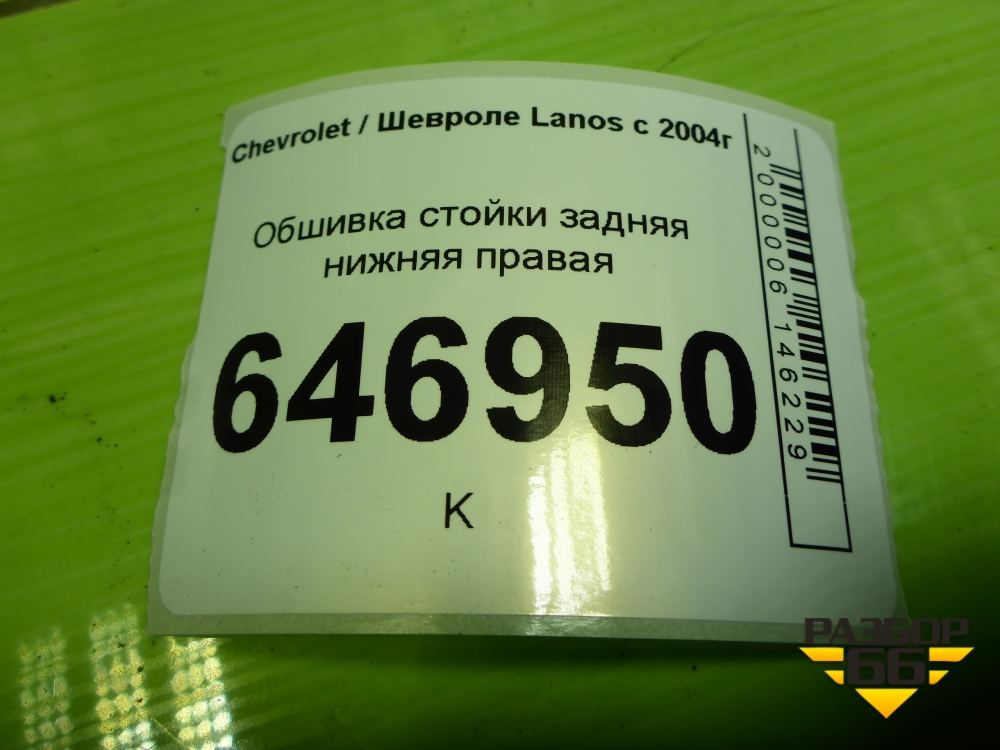 Chevrolet / Шевроле Lanos с 2004г
Обшивка стойки задняя
нижняя правая
646950
К
2000006146229
РАЗБОР
66